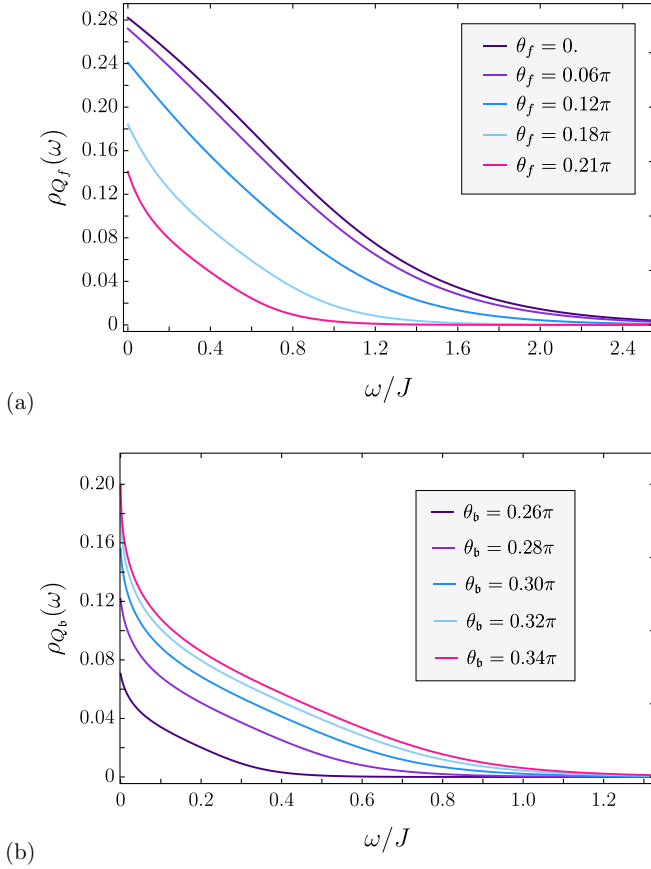 0.28
0.24
0.20
0.16
0.12
0.08
0.04
0
ρ_{Q_f}(ω)
θ_f = 0.
θ_f = 0.06π
θ_f = 0.12π
θ_f = 0.18π
θ_f = 0.21π
0 0.4 0.8 1.2 1.6 2.0 2.4
ω/J
(a)
0.20
0.16
0.12
0.08
0.04
0
ρ_{Q_𝔟}(ω)
θ_𝔟 = 0.26π
θ_𝔟 = 0.28π
θ_𝔟 = 0.30π
θ_𝔟 = 0.32π
θ_𝔟 = 0.34π
0 0.2 0.4 0.6 0.8 1.0 1.2
ω/J
(b)